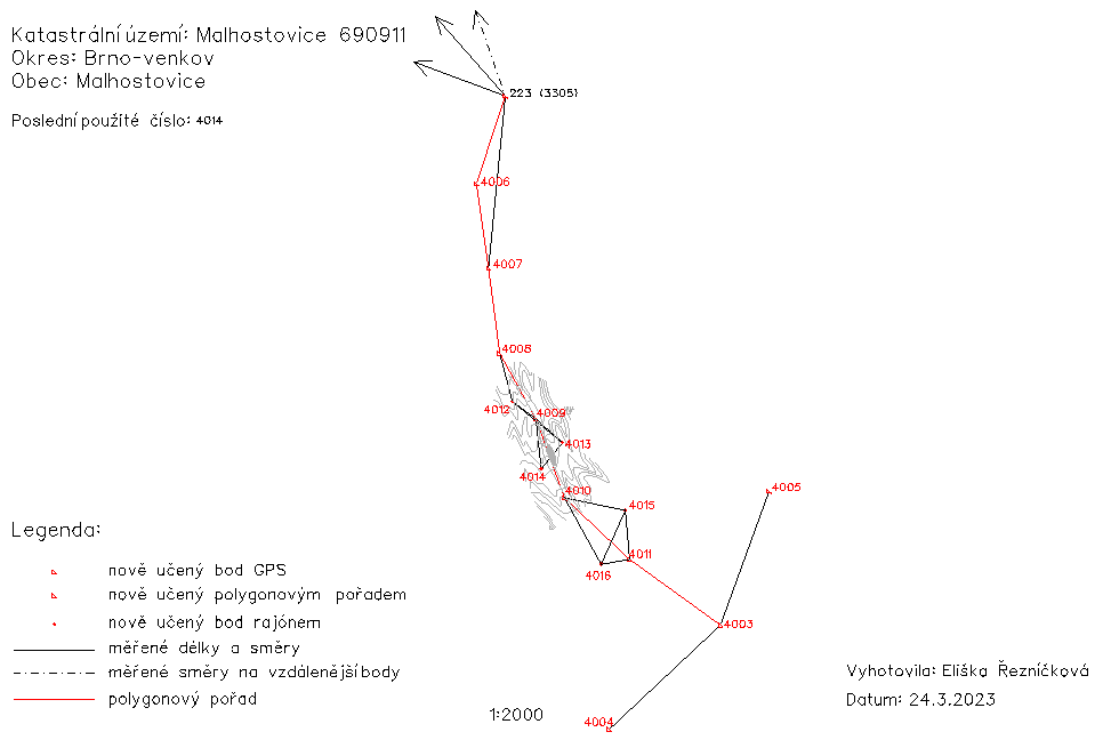 Katastrální území: Malhostovice 690911
Okres: Brno-venkov
Obec: Malhostovice
Poslední použité číslo: 4014
223 (3305)
4006
4007
4008
4012
4009
4013
4014
4010
4015
4005
4011
4016
4003
4004
Legenda:
nově učený bod GPS
nově učený polygonovým pořadem
nově učený bod rajónem
měřené délky a směry
měřené směry na vzdálenější body
polygonový pořad
1:2000
Vyhotovila: Eliška Řezníčková
Datum: 24.3.2023